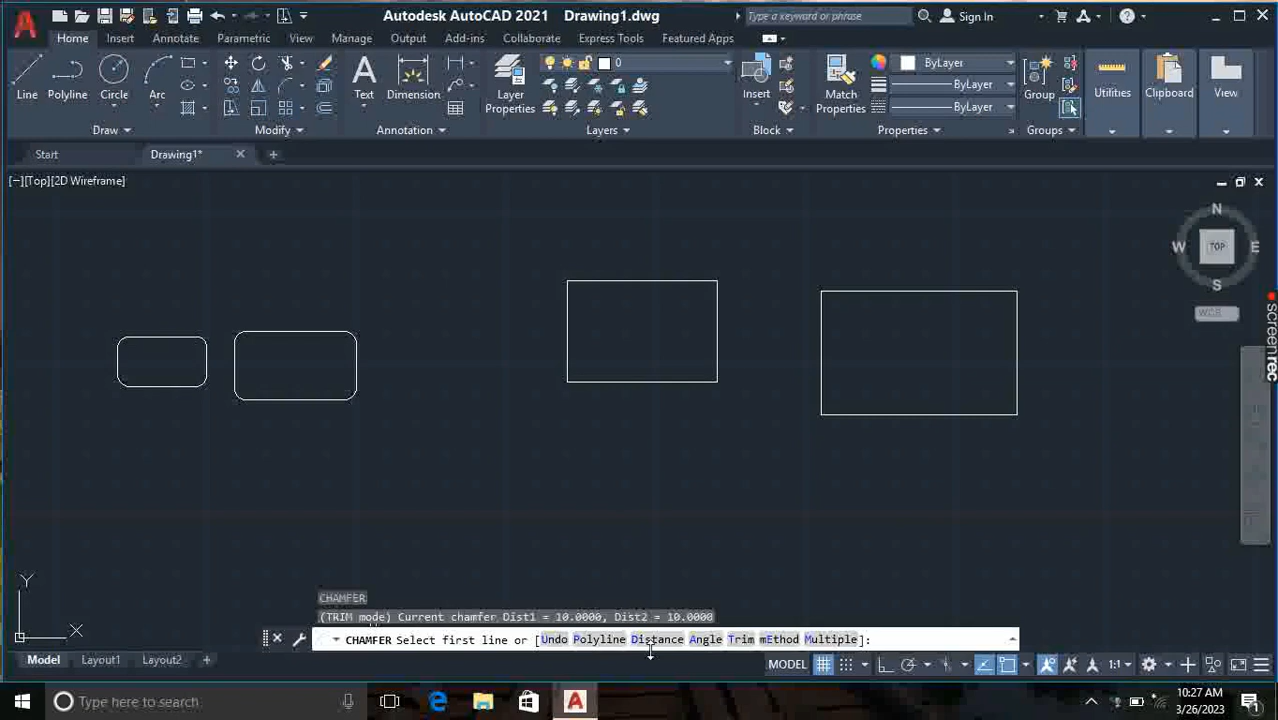 Autodesk AutoCAD 2021 Drawing1.dwg
Type a keyword or phrase
Sign In
Home Insert Annotate Parametric View Manage Output Add-ins Collaborate Express Tools Featured Apps
Line Polyline Circle Arc
Draw
Modify
Text Dimension
Annotation
Layer Properties
0
Layers
Insert
Block
Match Properties
ByLayer
ByLayer
ByLayer
Properties
Group
Groups
Utilities
Clipboard
View
Start Drawing1*
[−][Top][2D Wireframe]
N
W TOP E
S
WCS
screenrec
Y
X
CHAMFER
(TRIM mode) Current chamfer Dist1 = 10.0000, Dist2 = 10.0000
CHAMFER Select first line or [Undo Polyline Distance Angle Trim mEthod Multiple]:
Model Layout1 Layout2
MODEL 1:1
Type here to search
10:27 AM
3/26/2023
1